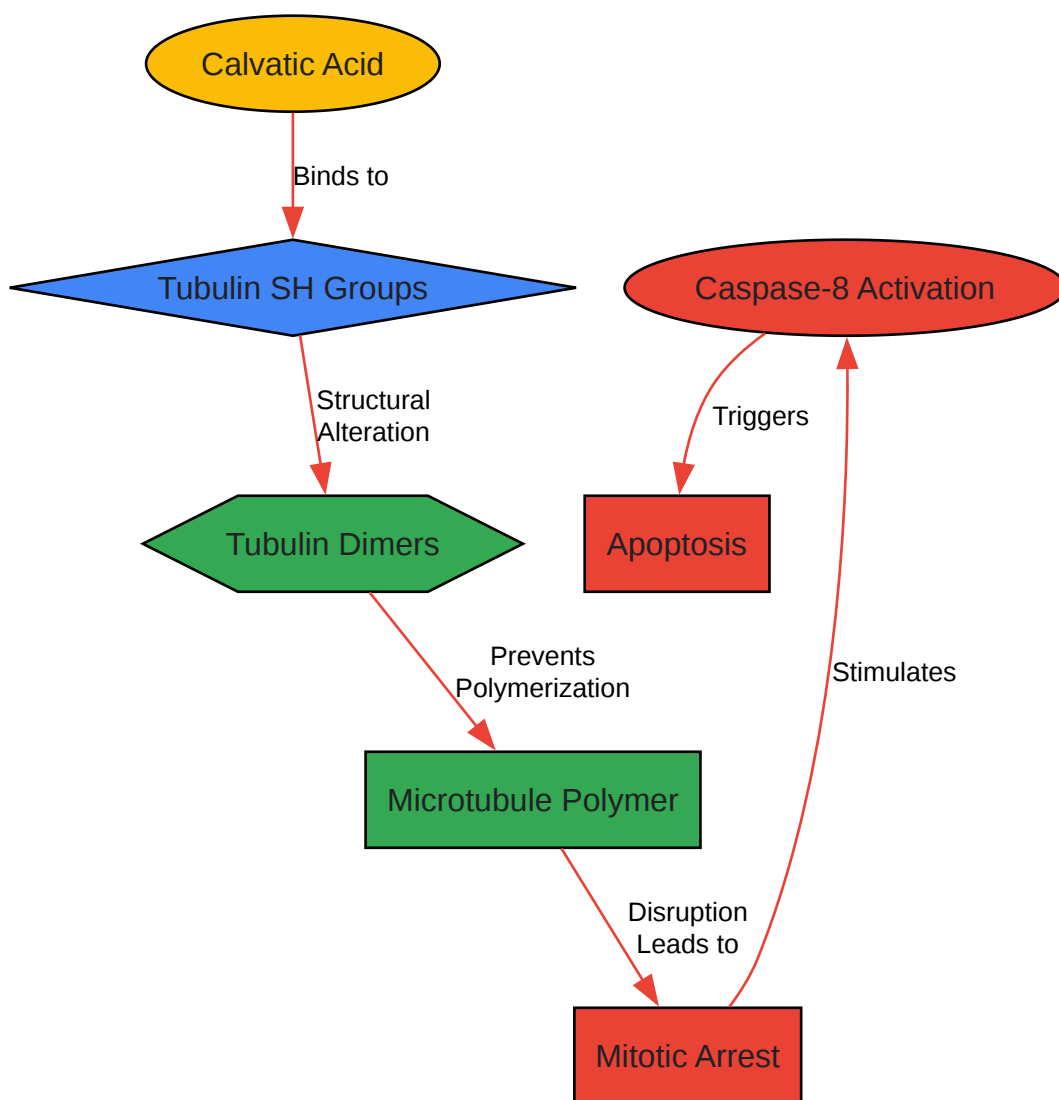 Calvatic Acid
Binds to
Tubulin SH Groups
Caspase-8 Activation
Structural
Alteration
Triggers
Tubulin Dimers
Apoptosis
Prevents
Polymerization
Stimulates
Microtubule Polymer
Disruption
Leads to
Mitotic Arrest